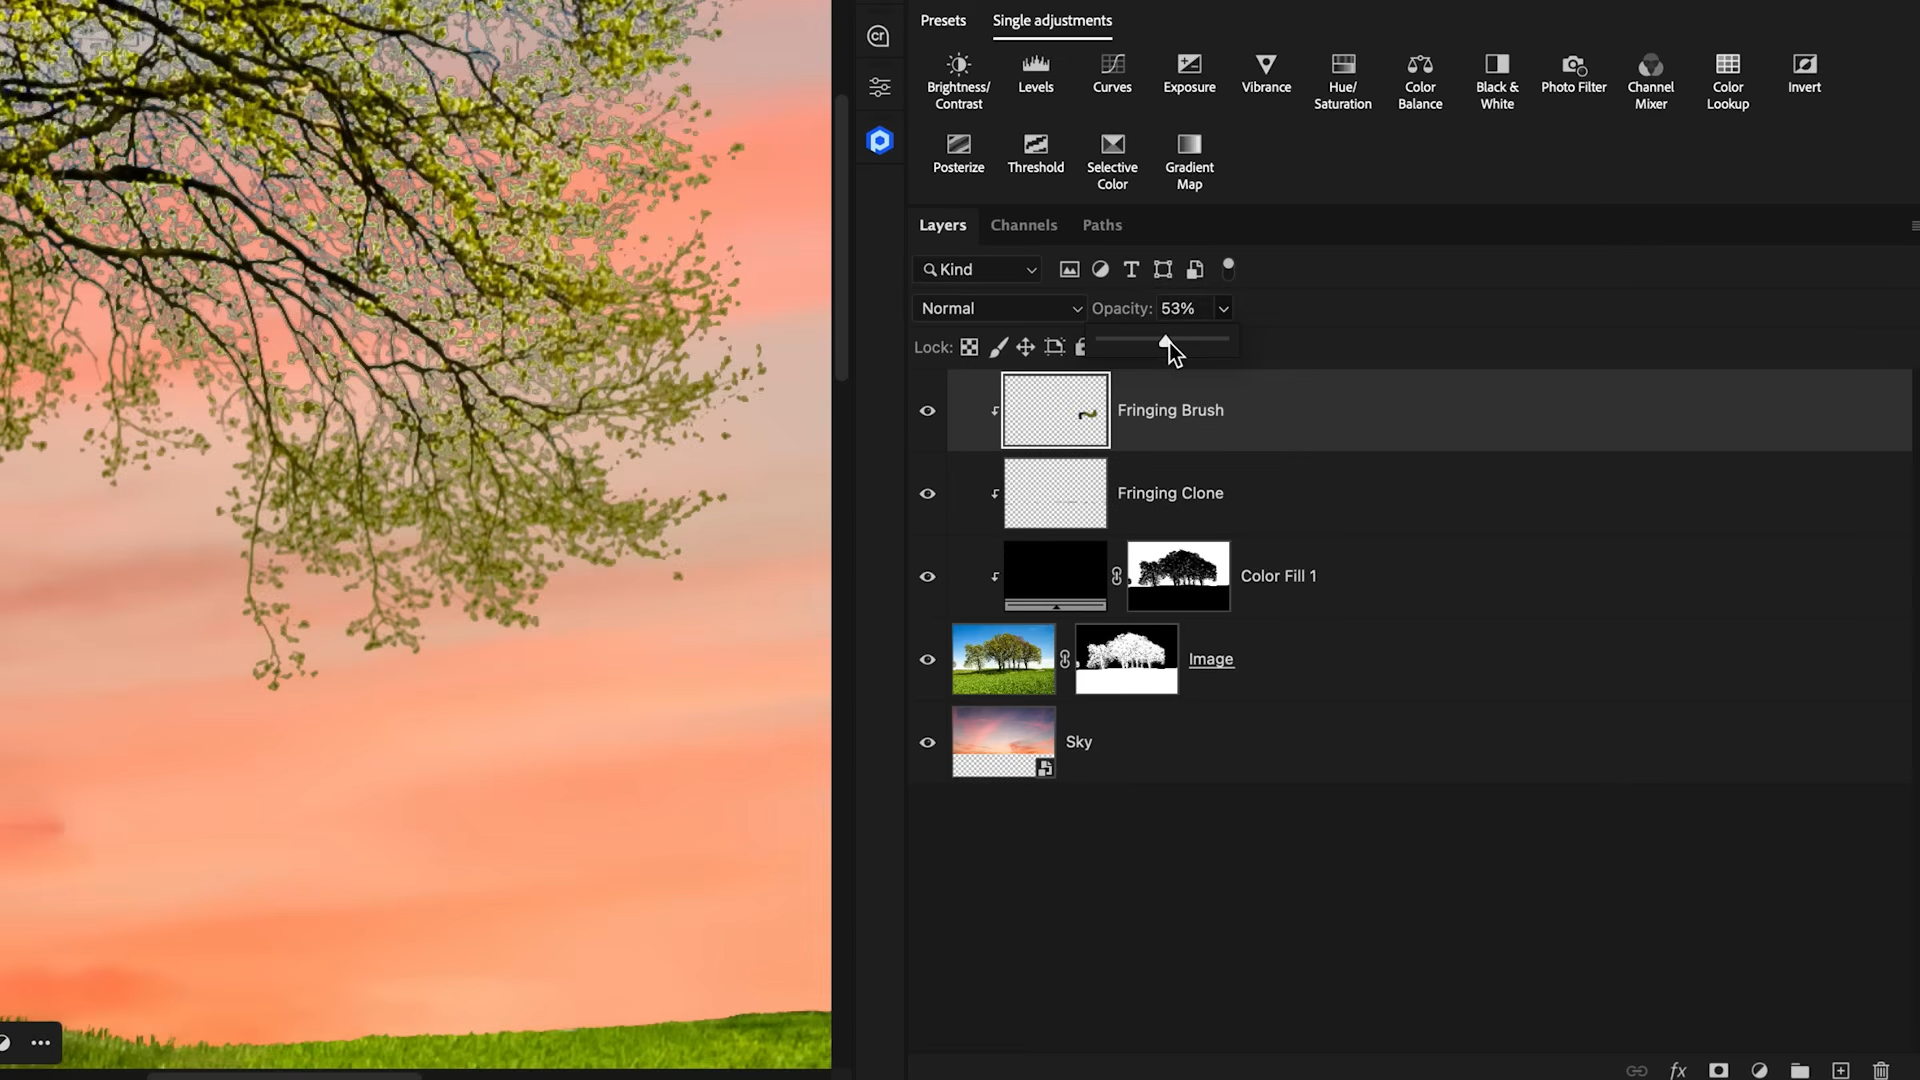 Presets Single adjustments
Brightness/ Contrast
Levels
Curves
Exposure
Vibrance
Hue/ Saturation
Color Balance
Black & White
Photo Filter
Channel Mixer
Color Lookup
Invert
Posterize
Threshold
Selective Color
Gradient Map
Layers Channels Paths
Kind
Normal Opacity: 53%
Lock:
Fringing Brush
Fringing Clone
Color Fill 1
Image
Sky
cr
fx